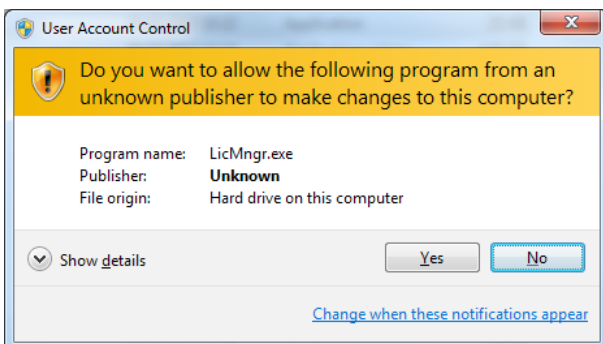 User Account Control
Do you want to allow the following program from an
unknown publisher to make changes to this computer?
Program name: LicMngr.exe
Publisher: Unknown
File origin: Hard drive on this computer
Show details
Yes
No
Change when these notifications appear